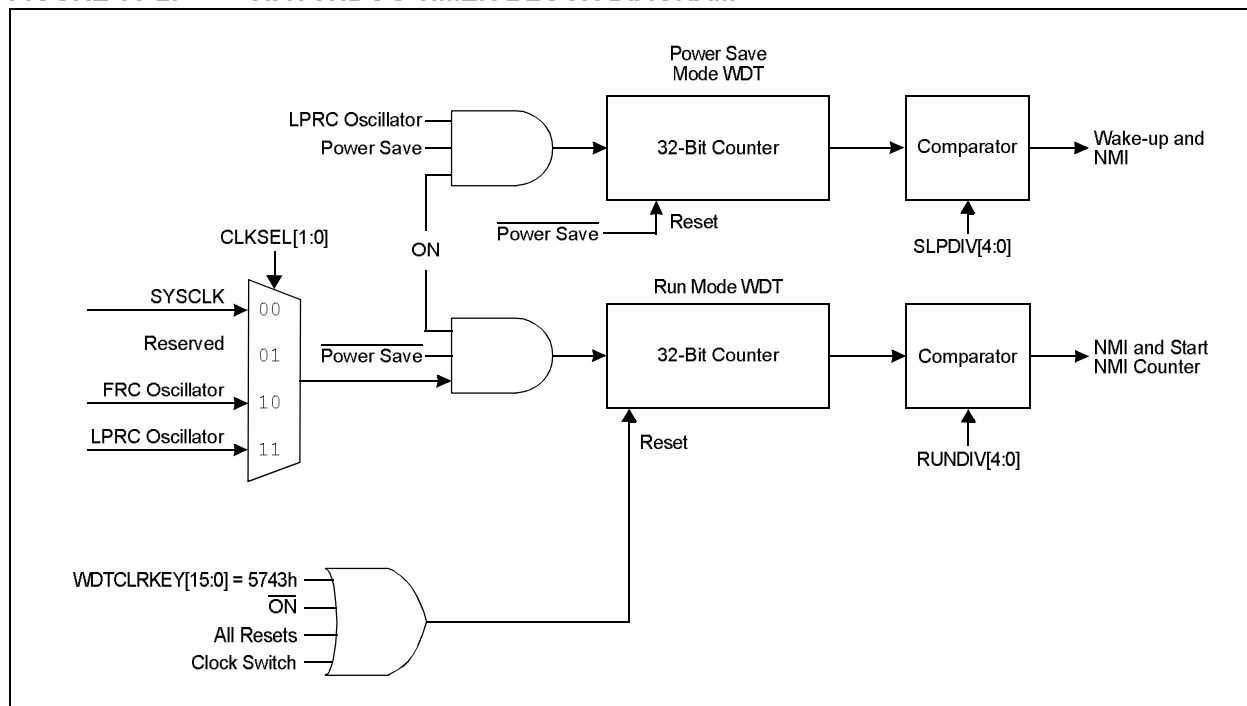 Power Save
Mode WDT
LPRC Oscillator
Power Save
32-Bit Counter
Comparator
Wake-up and
NMI
Power Save
Reset
SLPDIV[4:0]
ON
CLKSEL[1:0]
Run Mode WDT
SYSCLK
00
Reserved
01
Power Save
32-Bit Counter
Comparator
NMI and Start
NMI Counter
FRC Oscillator
10
LPRC Oscillator
11
Reset
RUNDIV[4:0]
WDTCLRKEY[15:0] = 5743h
ON
All Resets
Clock Switch